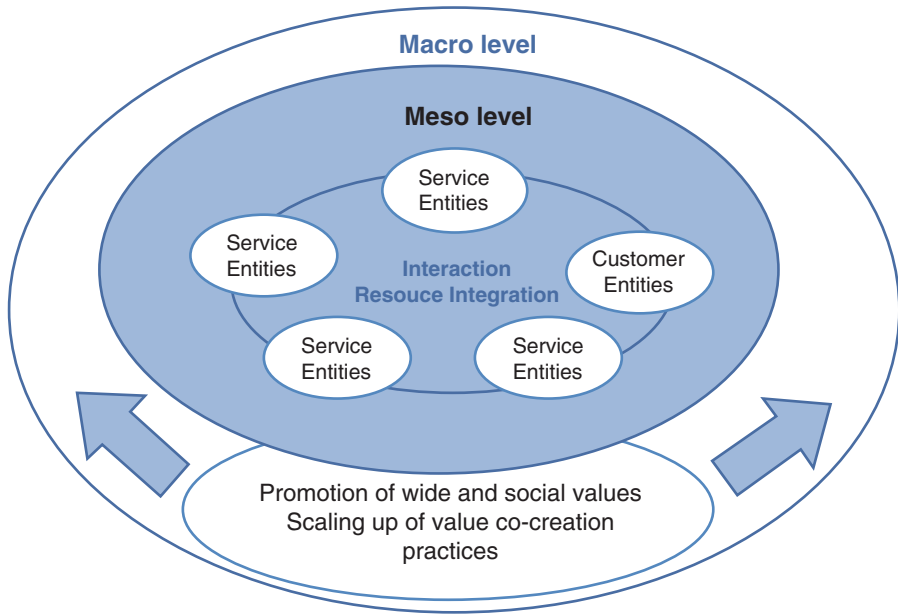 Macro level
Meso level
Service
Entities
Service
Entities
Customer
Entities
Interaction
Resouce Integration
Service
Entities
Service
Entities
Promotion of wide and social values
Scaling up of value co-creation
practices